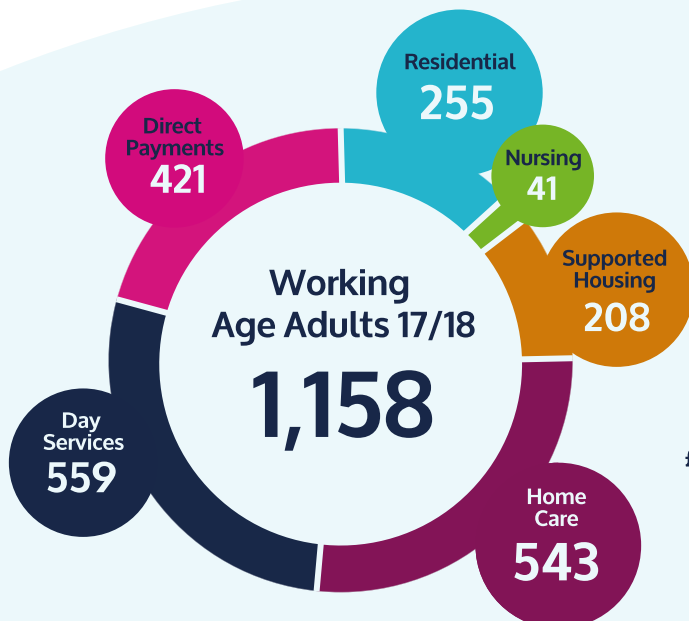 Residential
255
Direct
Payments
421
Nursing
41
Supported
Housing
208
Working
Age Adults 17/18
1,158
Day
Services
559
Home
Care
543